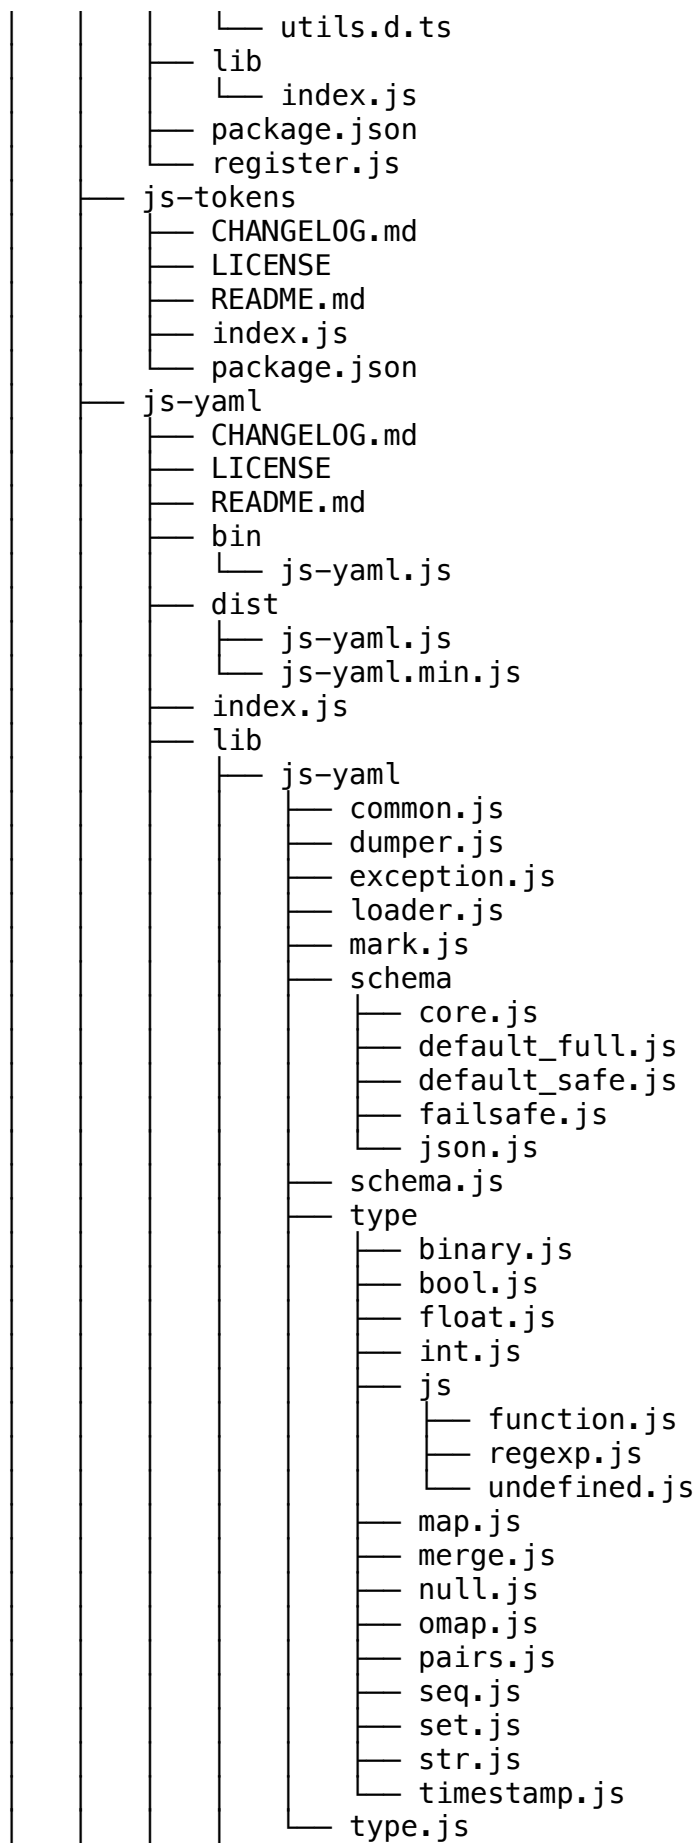 │   │   │   └── utils.d.ts
│   │   ├── lib
│   │   │   └── index.js
│   │   ├── package.json
│   │   └── register.js
│   ├── js-tokens
│   │   ├── CHANGELOG.md
│   │   ├── LICENSE
│   │   ├── README.md
│   │   ├── index.js
│   │   └── package.json
│   ├── js-yaml
│   │   ├── CHANGELOG.md
│   │   ├── LICENSE
│   │   ├── README.md
│   │   ├── bin
│   │   │   └── js-yaml.js
│   │   ├── dist
│   │   │   ├── js-yaml.js
│   │   │   └── js-yaml.min.js
│   │   ├── index.js
│   │   ├── lib
│   │   │   ├── js-yaml
│   │   │   │   ├── common.js
│   │   │   │   ├── dumper.js
│   │   │   │   ├── exception.js
│   │   │   │   ├── loader.js
│   │   │   │   ├── mark.js
│   │   │   │   ├── schema
│   │   │   │   │   ├── core.js
│   │   │   │   │   ├── default_full.js
│   │   │   │   │   ├── default_safe.js
│   │   │   │   │   ├── failsafe.js
│   │   │   │   │   └── json.js
│   │   │   │   ├── schema.js
│   │   │   │   ├── type
│   │   │   │   │   ├── binary.js
│   │   │   │   │   ├── bool.js
│   │   │   │   │   ├── float.js
│   │   │   │   │   ├── int.js
│   │   │   │   │   ├── js
│   │   │   │   │   │   ├── function.js
│   │   │   │   │   │   ├── regexp.js
│   │   │   │   │   │   └── undefined.js
│   │   │   │   │   ├── map.js
│   │   │   │   │   ├── merge.js
│   │   │   │   │   ├── null.js
│   │   │   │   │   ├── omap.js
│   │   │   │   │   ├── pairs.js
│   │   │   │   │   ├── seq.js
│   │   │   │   │   ├── set.js
│   │   │   │   │   ├── str.js
│   │   │   │   │   └── timestamp.js
│   │   │   │   └── type.js